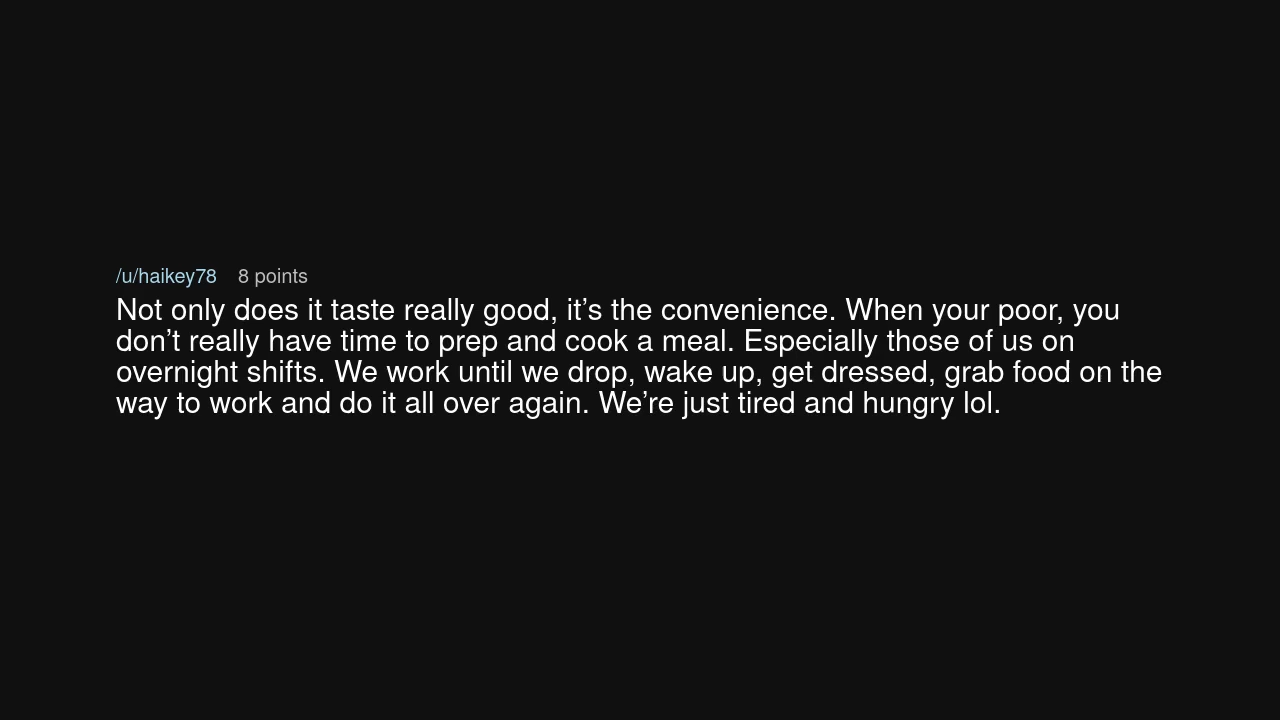 /u/haikey78 8 points
Not only does it taste really good, it’s the convenience. When your poor, you
don’t really have time to prep and cook a meal. Especially those of us on
overnight shifts. We work until we drop, wake up, get dressed, grab food on the
way to work and do it all over again. We’re just tired and hungry lol.